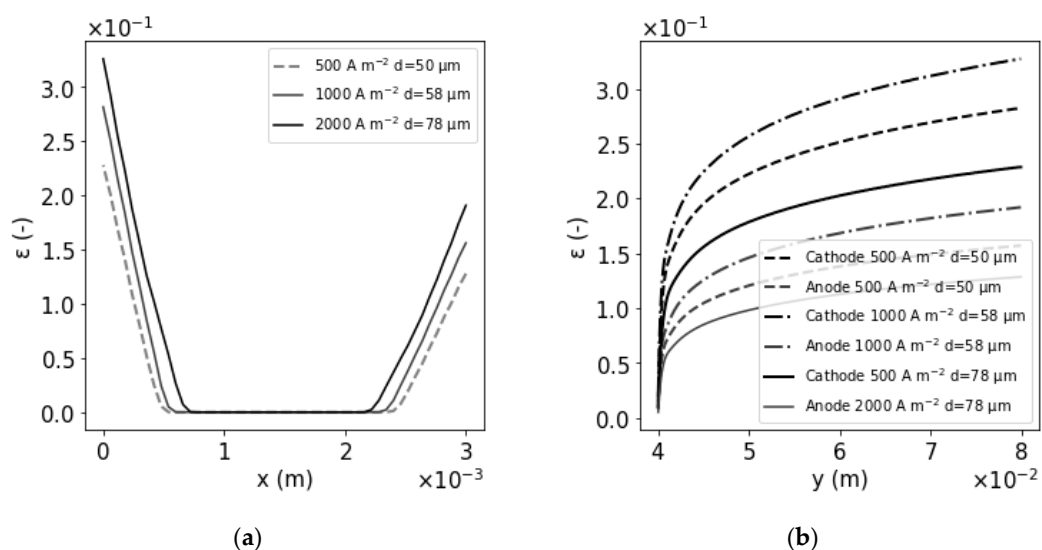 ×10⁻¹
ε (-)
3.0
2.5
2.0
1.5
1.0
0.5
0.0
500 A m⁻² d=50 μm
1000 A m⁻² d=58 μm
2000 A m⁻² d=78 μm
0 1 2 3
x (m)
×10⁻³
(a)
×10⁻¹
ε (-)
3.0
2.5
2.0
1.5
1.0
0.5
0.0
Cathode 500 A m⁻² d=50 μm
Anode 500 A m⁻² d=50 μm
Cathode 1000 A m⁻² d=58 μm
Anode 1000 A m⁻² d=58 μm
Cathode 500 A m⁻² d=78 μm
Anode 2000 A m⁻² d=78 μm
4 5 6 7 8
y (m)
×10⁻²
(b)